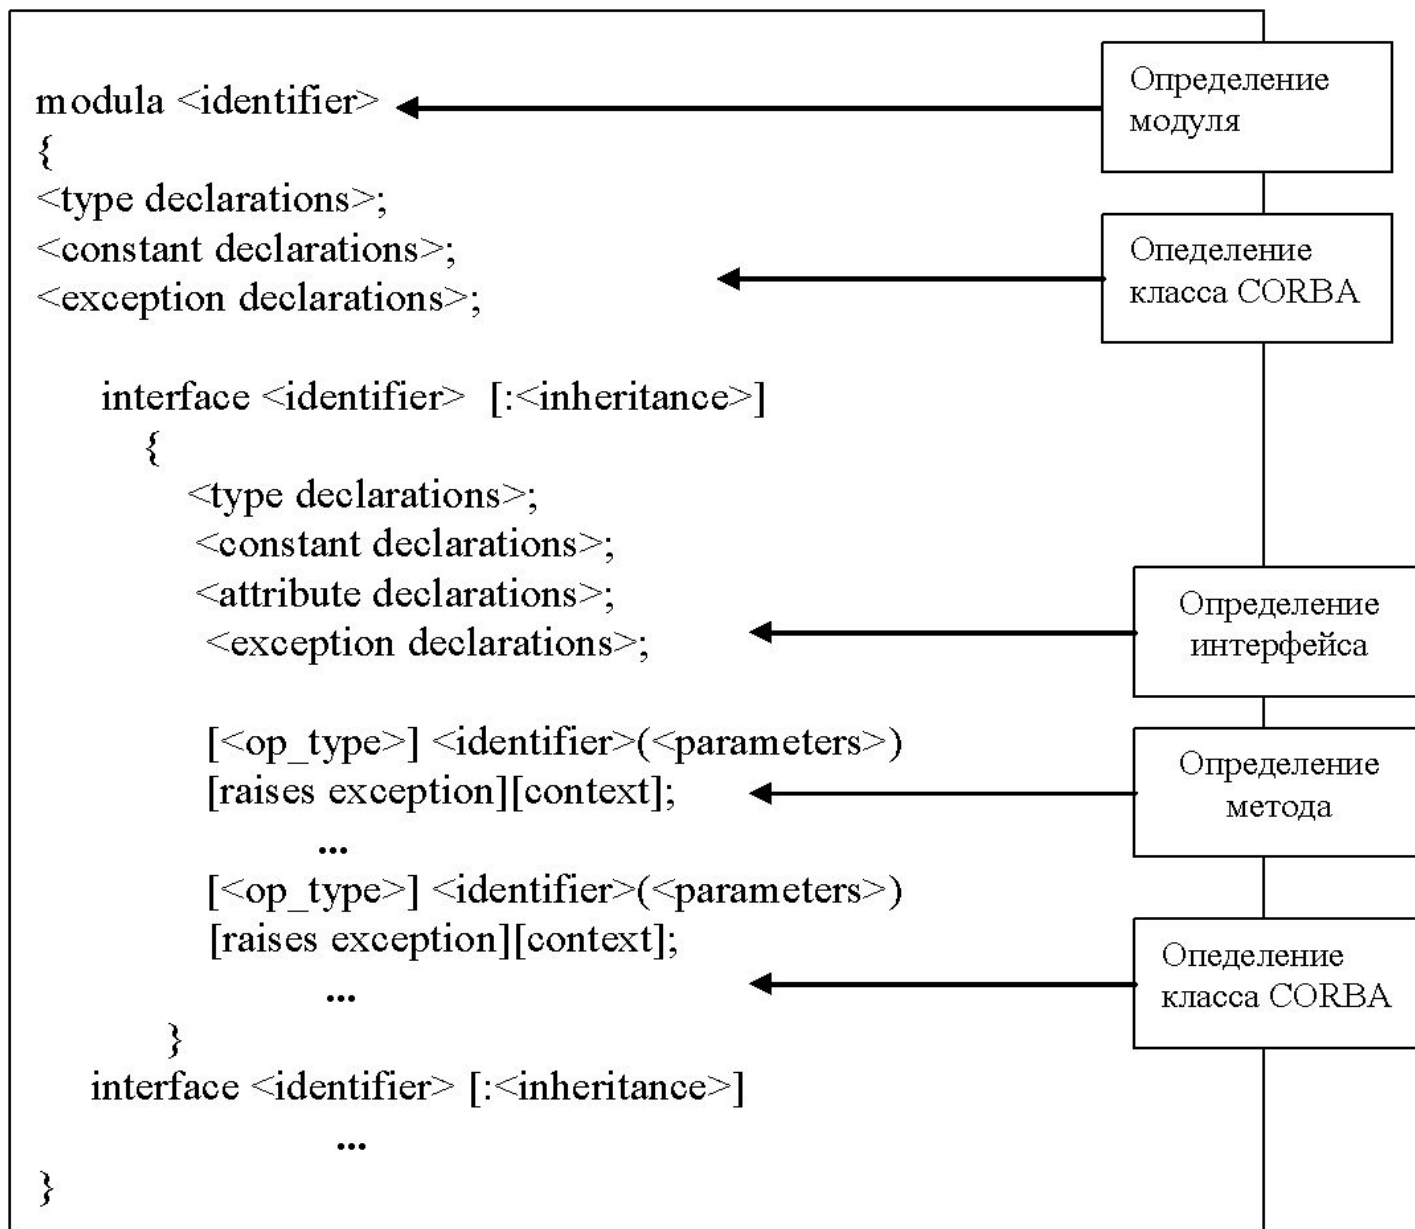 modula <identifier>
{
<type declarations>;
<constant declarations>;
<exception declarations>;
interface <identifier> [:<inheritance>]
{
<type declarations>;
<constant declarations>;
<attribute declarations>;
<exception declarations>;
[<op_type>] <identifier>(<parameters>)
[raises exception][context];
...
[<op_type>] <identifier>(<parameters>)
[raises exception][context];
...
}
interface <identifier> [:<inheritance>]
...
}
Определение
модуля
Опеделение
класса CORBA
Определение
интерфейса
Определение
метода
Опеделение
класса CORBA